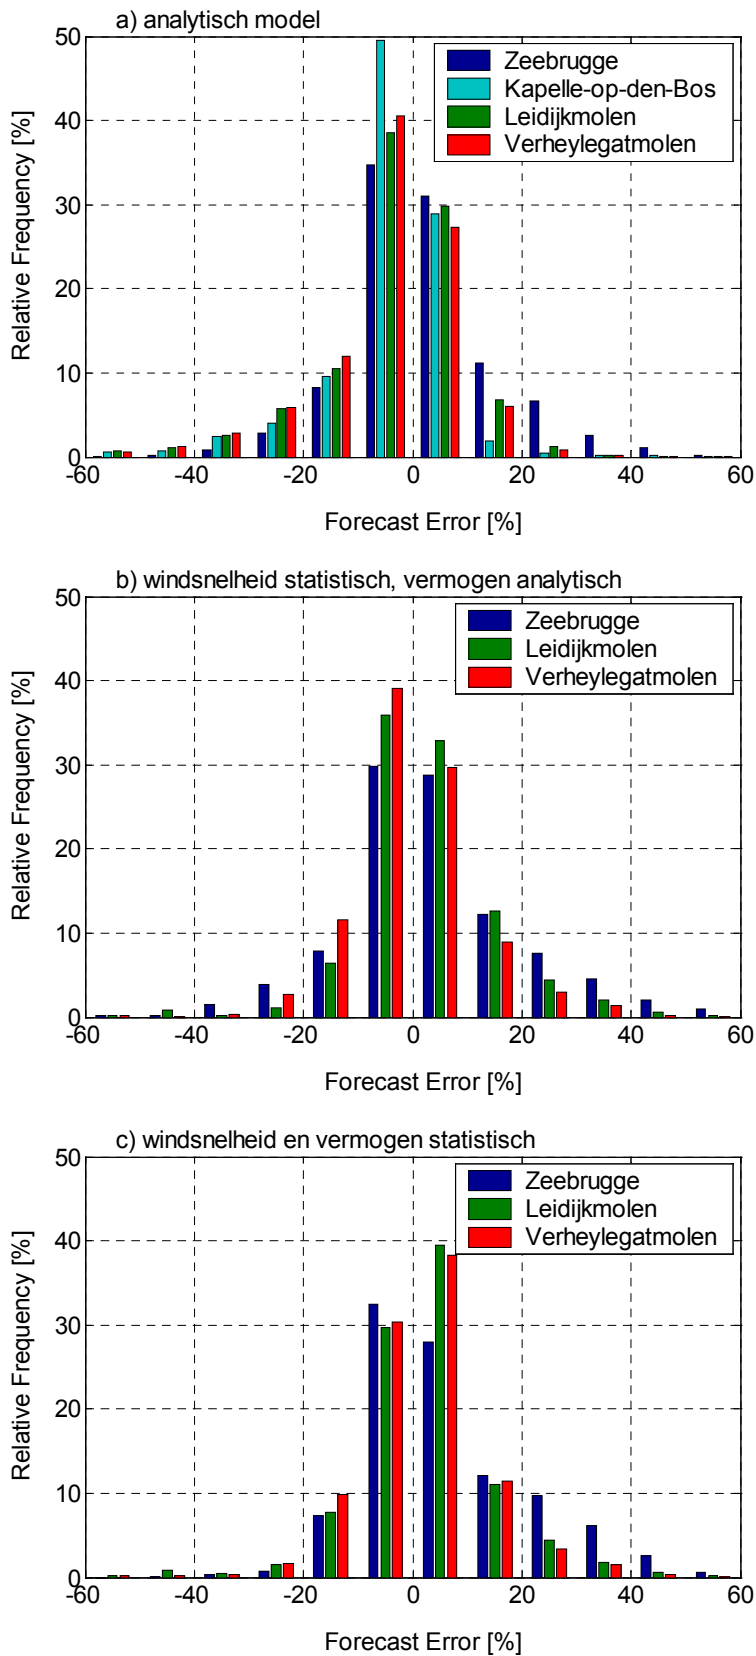 a) analytisch model
Relative Frequency [%]
50
40
30
20
10
0
Zeebrugge
Kapelle-op-den-Bos
Leidijkmolen
Verheylegatmolen
-60 -40 -20 0 20 40 60
Forecast Error [%]
b) windsnelheid statistisch, vermogen analytisch
Relative Frequency [%]
50
40
30
20
10
0
Zeebrugge
Leidijkmolen
Verheylegatmolen
-60 -40 -20 0 20 40 60
Forecast Error [%]
c) windsnelheid en vermogen statistisch
Relative Frequency [%]
50
40
30
20
10
0
Zeebrugge
Leidijkmolen
Verheylegatmolen
-60 -40 -20 0 20 40 60
Forecast Error [%]